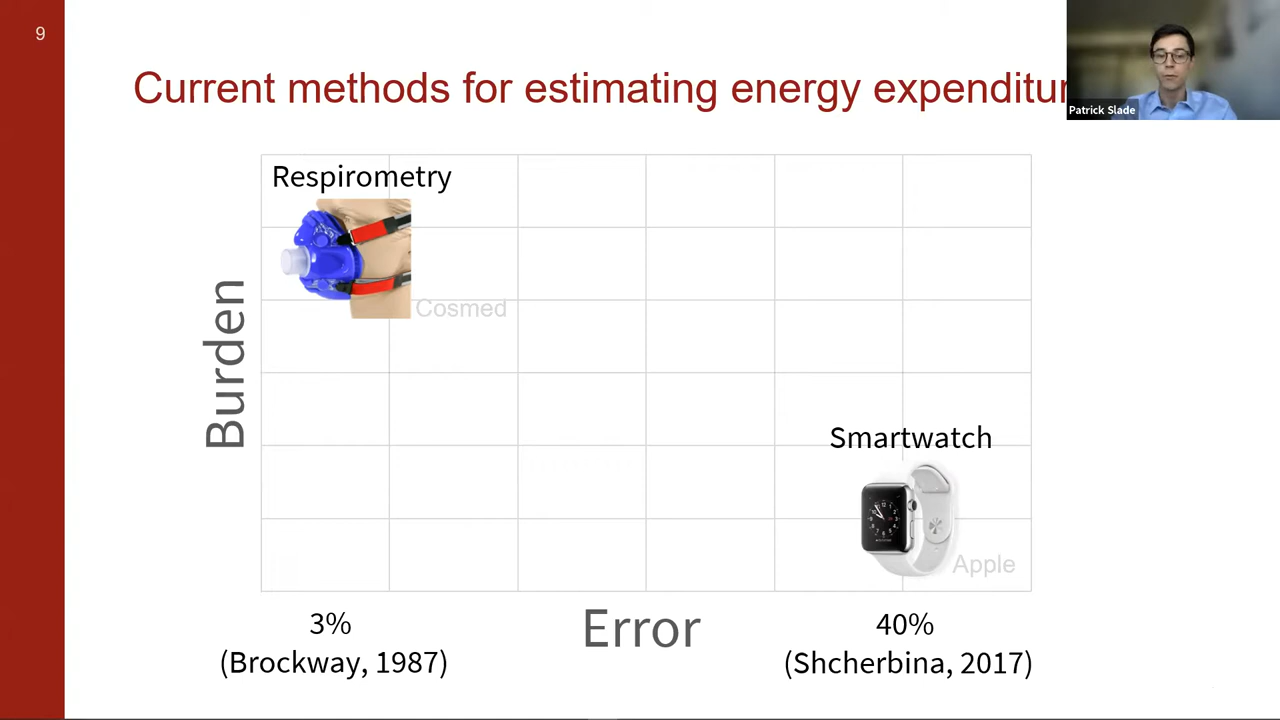 9
Current methods for estimating energy expenditur
Patrick Slade
Respirometry
Cosmed
Burden
Smartwatch
Apple
3%
(Brockway, 1987)
Error
40%
(Shcherbina, 2017)